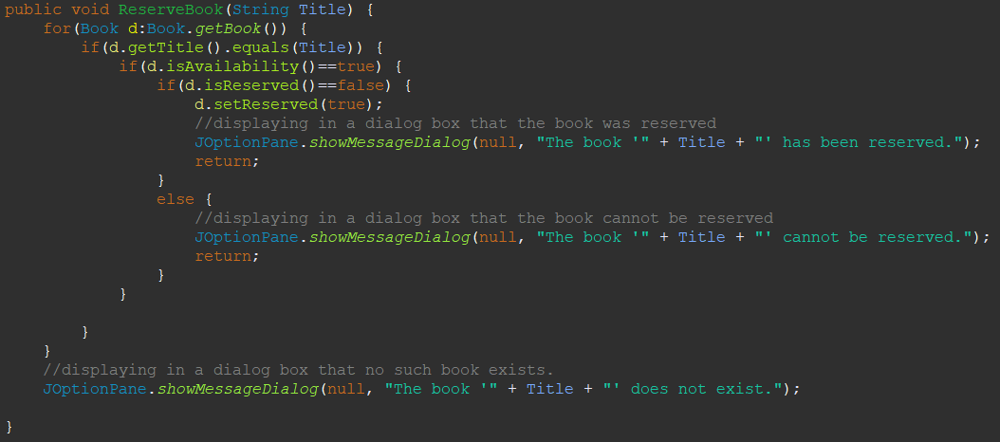 public void ReserveBook(String Title) {
    for(Book d:Book.getBook()) {
        if(d.getTitle().equals(Title)) {
            if(d.isAvailability()==true) {
                if(d.isReserved()==false) {
                    d.setReserved(true);
                    //displaying in a dialog box that the book was reserved
                    JOptionPane.showMessageDialog(null, "The book '" + Title + "' has been reserved.");
                    return;
                }
                else {
                    //displaying in a dialog box that the book cannot be reserved
                    JOptionPane.showMessageDialog(null, "The book '" + Title + "' cannot be reserved.");
                    return;
                }
            }
        }
    }
    //displaying in a dialog box that no such book exists.
    JOptionPane.showMessageDialog(null, "The book '" + Title + "' does not exist.");
}